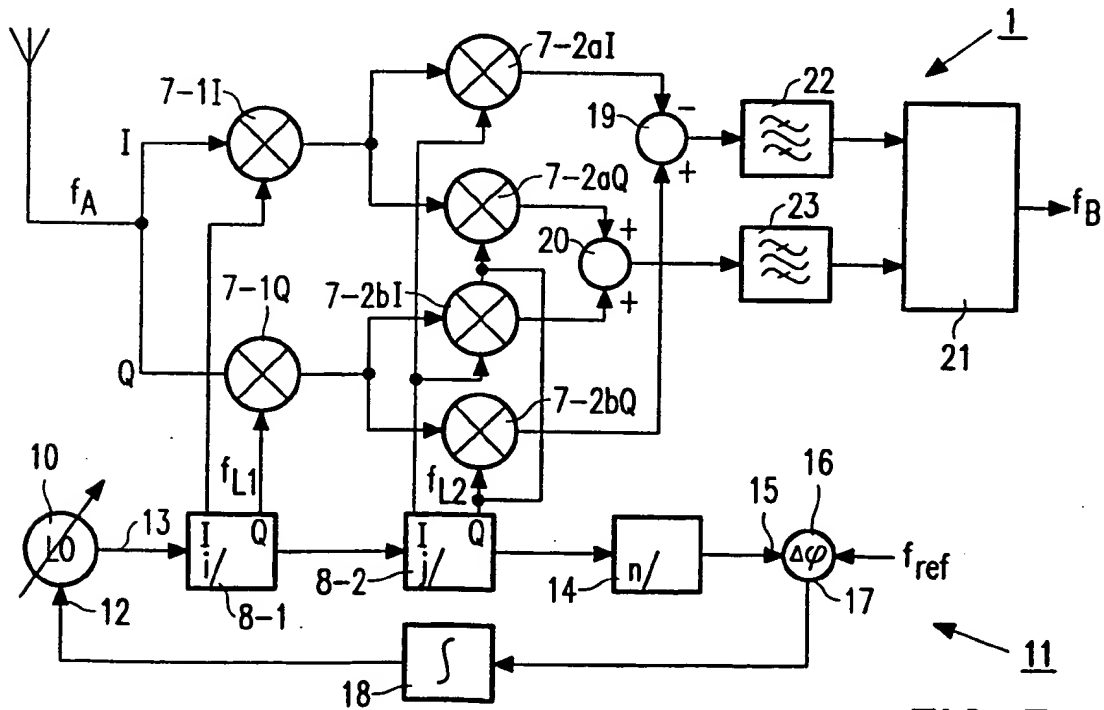 7-2aI
1
7-1I
22
19
−
+
I
7-2aQ
f_A
20
+
+
23
f_B
7-1Q
7-2bI
21
Q
7-2bQ
10
f_L1
f_L2
16
15
13
LO
I
Q
i/
I
Q
j/
n/
Δφ
f_ref
12
8-1
8-2
14
17
∫
18
11